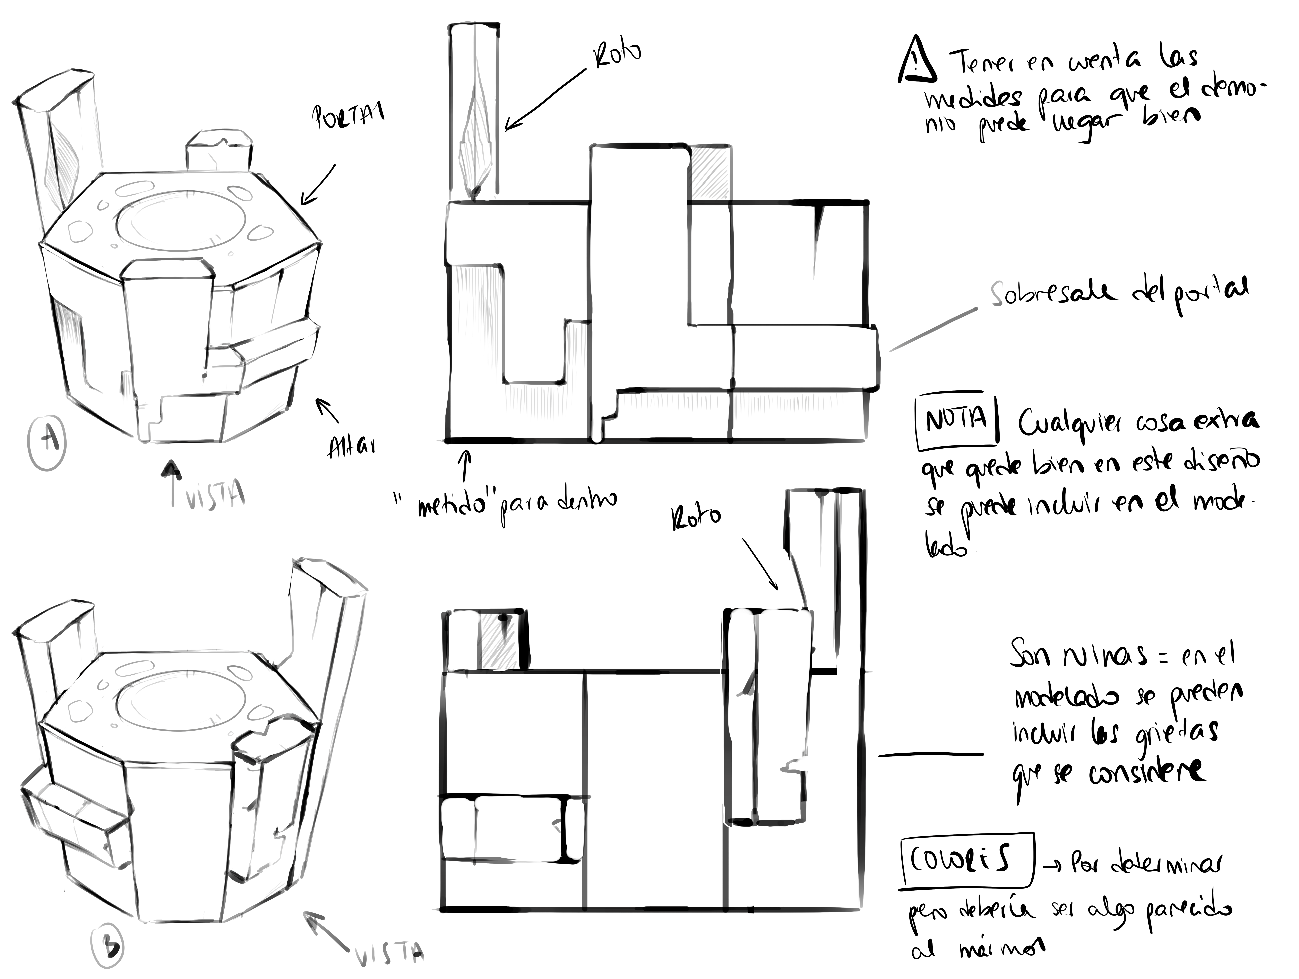 PORTAl
Roto
⚠ Tener en cuenta las
medidas para que el demo-
nio puede llegar bien
Sobresale del portal
Altar
A
VISTA
"metido" para dentro
NOTA Cualquier cosa extra
que quede bien en este diseño
se puede incluir en el mode-
lado
Roto
Son ruinas = en el
modelado se pueden
incluir las grietas
que se considere
COLORES → Por determinar
pero debería ser algo parecido
al mármol
B
VISTA